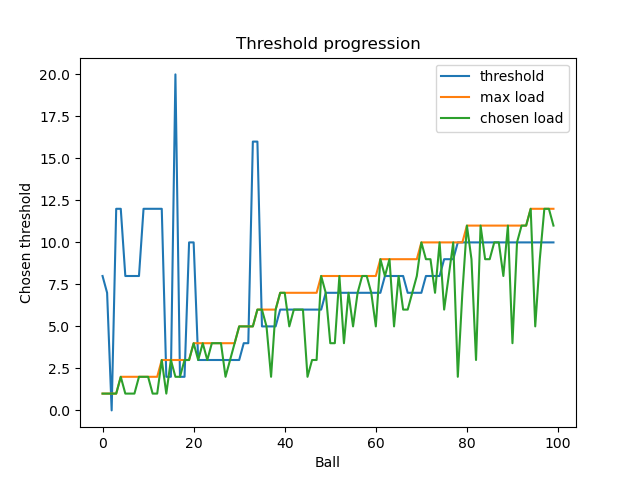 Threshold progression
threshold
max load
chosen load
Chosen threshold
20.0
17.5
15.0
12.5
10.0
7.5
5.0
2.5
0.0
0 20 40 60 80 100
Ball